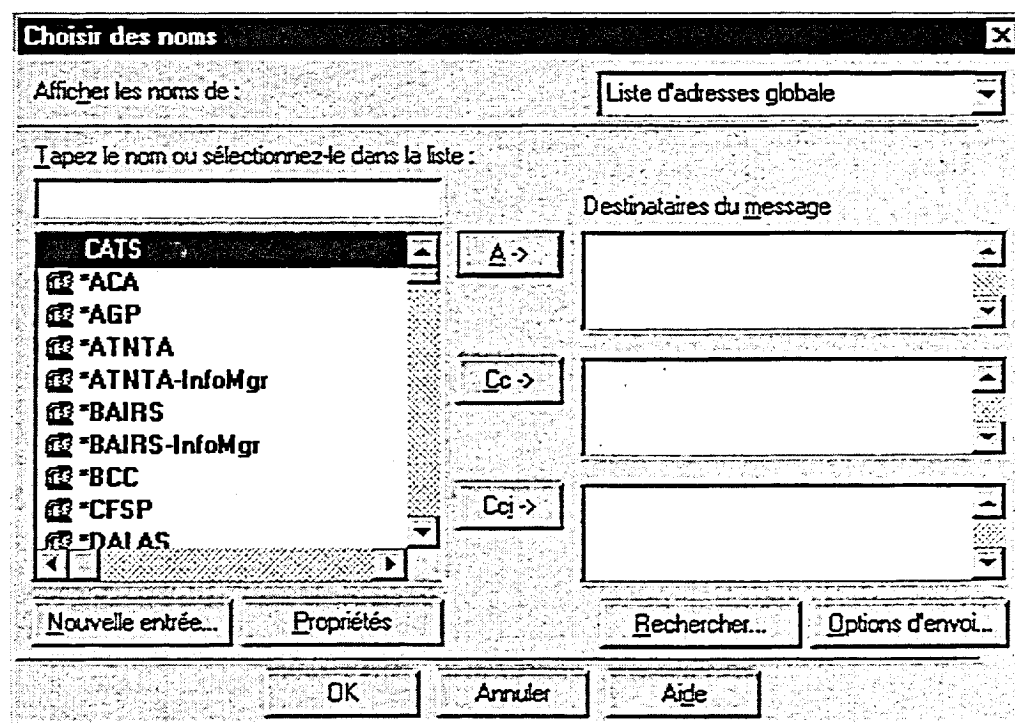 Choisir des noms
Afficher les noms de :
Liste d'adresses globale
Tapez le nom ou sélectionnez-le dans la liste :
Destinataires du message
CATS
*ACA
*AGP
*ATNTA
*ATNTA-InfoMgr
*BAIRS
*BAIRS-InfoMgr
*BCC
*CFSP
*DALAS
A ->
Cc ->
Cci ->
Nouvelle entrée...
Propriétés
Rechercher...
Options d'envoi...
OK
Annuler
Aide